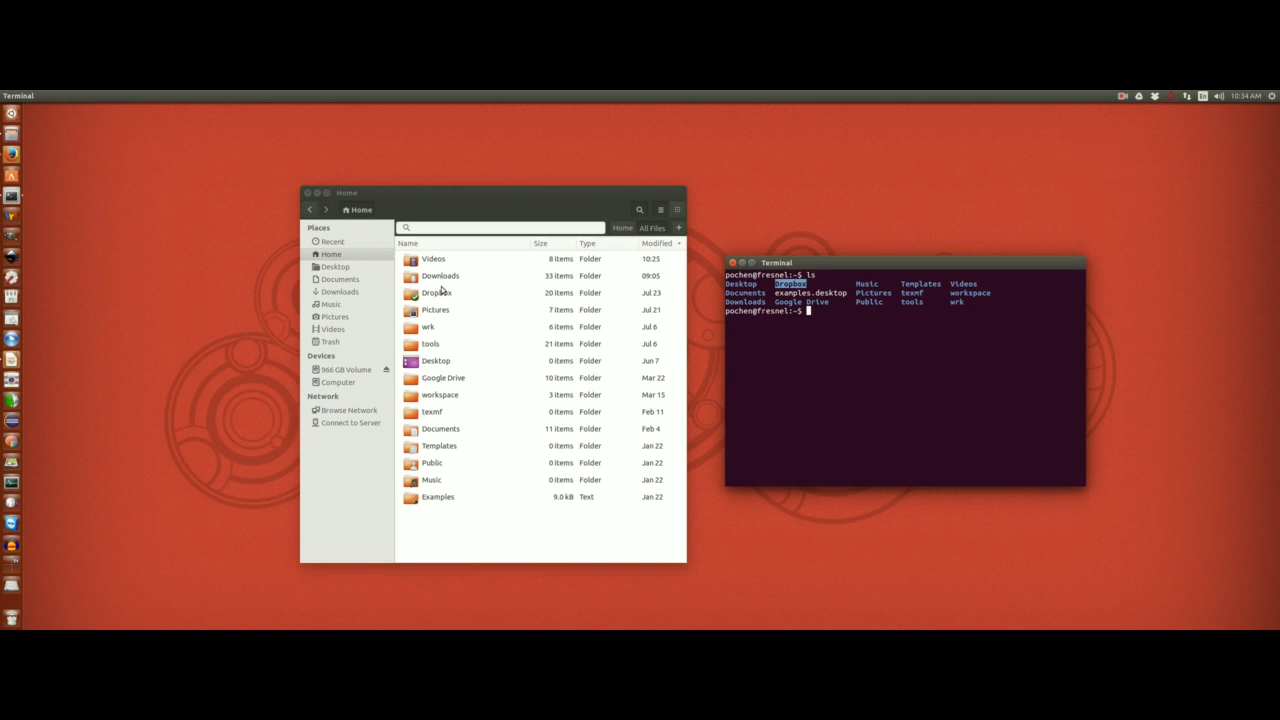 Terminal
En
10:34 AM
Home
Home
Places
Recent
Home
Desktop
Documents
Downloads
Music
Pictures
Videos
Trash
Devices
966 GB Volume
Computer
Network
Browse Network
Connect to Server
Home All Files +
Name Size Type Modified
Videos 8 items Folder 10:25
Downloads 33 items Folder 09:05
Dropbox 20 items Folder Jul 23
Pictures 7 items Folder Jul 21
wrk 6 items Folder Jul 6
tools 21 items Folder Jul 6
Desktop 0 items Folder Jun 7
Google Drive 10 items Folder Mar 22
workspace 3 items Folder Mar 15
texmf 0 items Folder Feb 11
Documents 11 items Folder Feb 4
Templates 0 items Folder Jan 22
Public 0 items Folder Jan 22
Music 0 items Folder Jan 22
Examples 9.0 kB Text Jan 22
Terminal
pochen@fresnel:~$ ls
Desktop Dropbox Music Templates Videos
Documents examples.desktop Pictures texmf workspace
Downloads Google Drive Public tools wrk
pochen@fresnel:~$